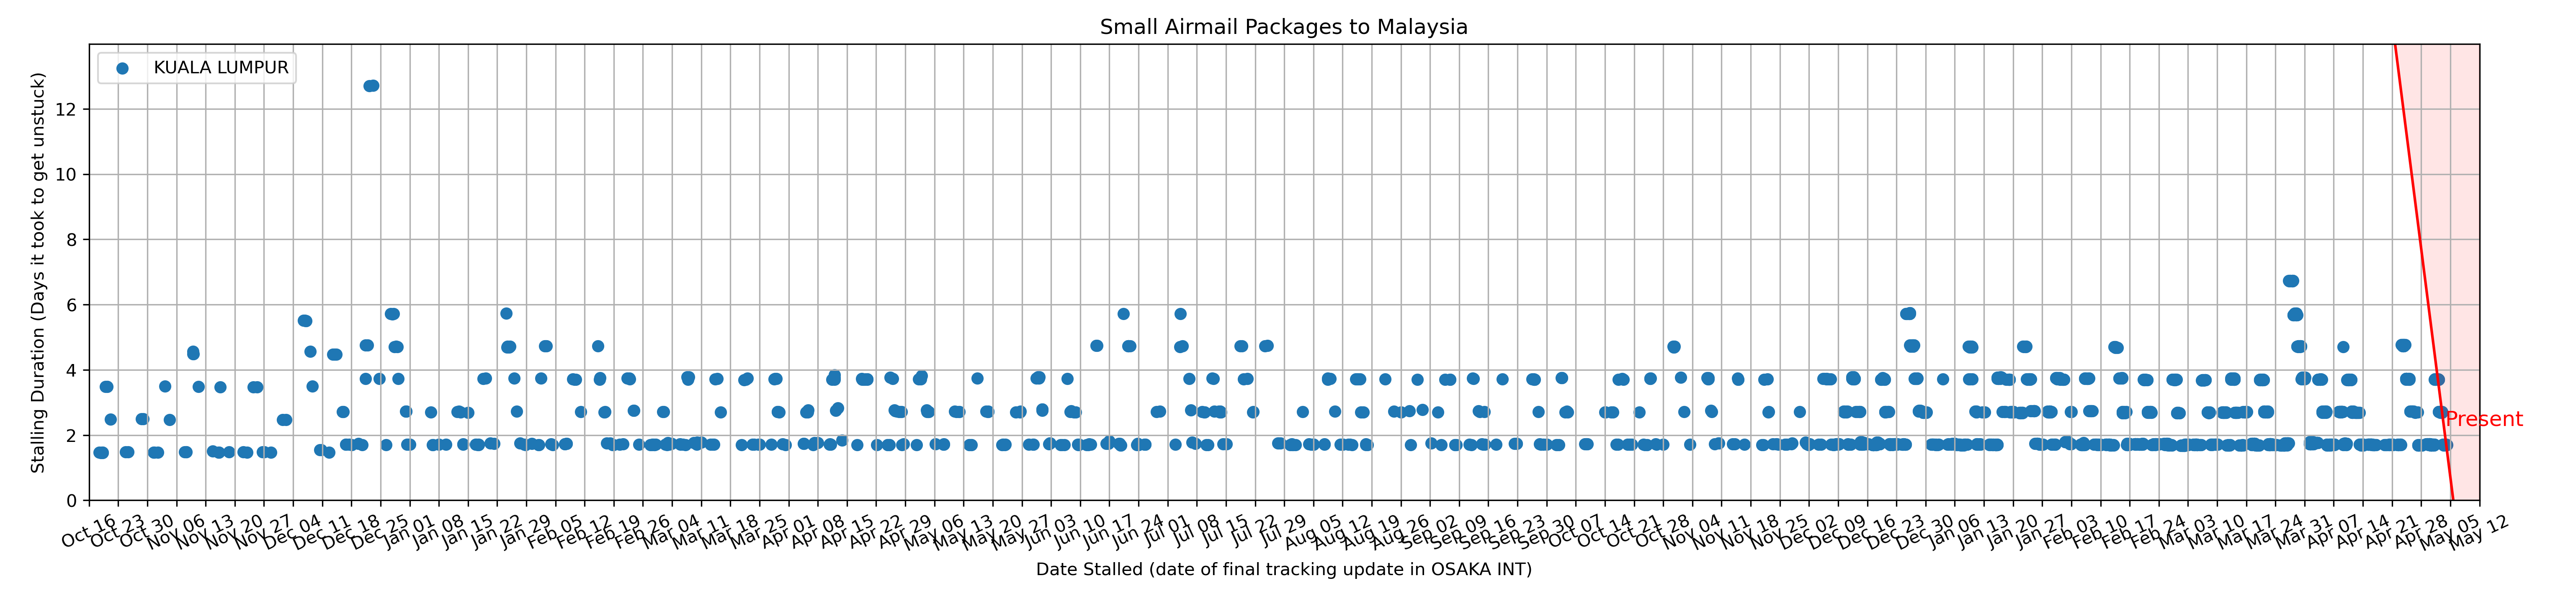 Small Airmail Packages to Malaysia
KUALA LUMPUR
Stalling Duration (Days it took to get unstuck)
12
10
8
6
4
2
0
Present
Oct 16
Oct 23
Oct 30
Nov 06
Nov 13
Nov 20
Nov 27
Dec 04
Dec 11
Dec 18
Dec 25
Jan 01
Jan 08
Jan 15
Jan 22
Jan 29
Feb 05
Feb 12
Feb 19
Feb 26
Mar 04
Mar 11
Mar 18
Mar 25
Apr 01
Apr 08
Apr 15
Apr 22
Apr 29
May 06
May 13
May 20
May 27
Jun 03
Jun 10
Jun 17
Jun 24
Jul 01
Jul 08
Jul 15
Jul 22
Jul 29
Aug 05
Aug 12
Aug 19
Aug 26
Sep 02
Sep 09
Sep 16
Sep 23
Sep 30
Oct 07
Oct 14
Oct 21
Oct 28
Nov 04
Nov 11
Nov 18
Nov 25
Dec 02
Dec 09
Dec 16
Dec 23
Dec 30
Jan 06
Jan 13
Jan 20
Jan 27
Feb 03
Feb 10
Feb 17
Feb 24
Mar 03
Mar 10
Mar 17
Mar 24
Mar 31
Apr 07
Apr 14
Apr 21
Apr 28
May 05
May 12
Date Stalled (date of final tracking update in OSAKA INT)